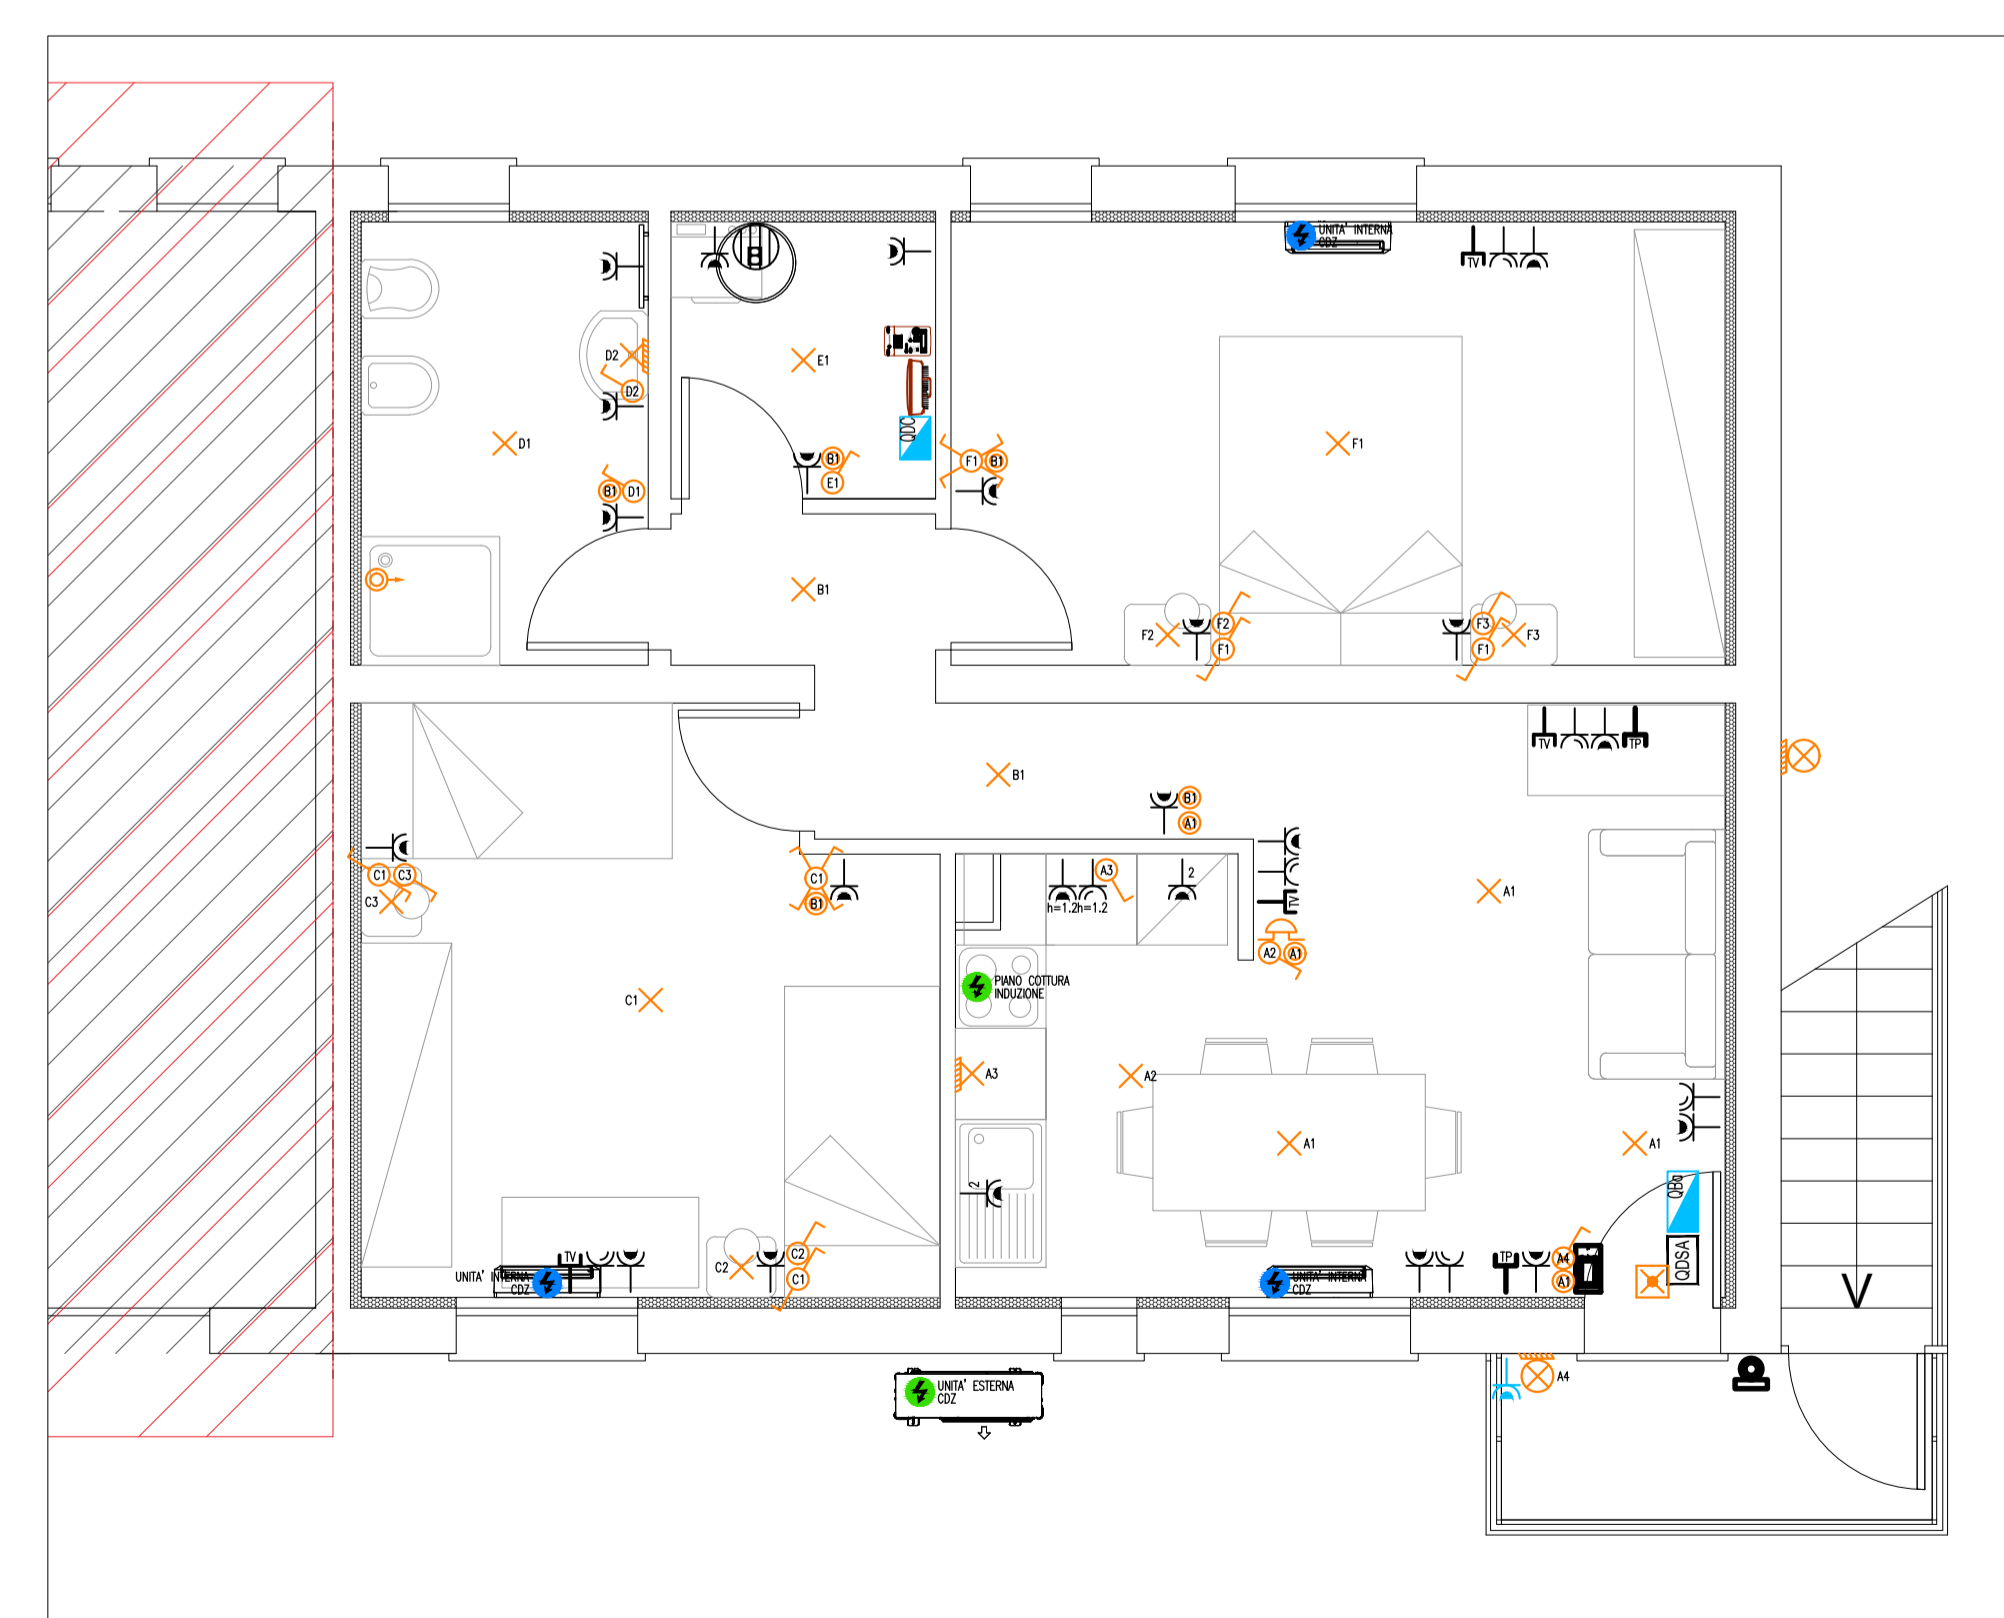 UNITA' INTERNA
CDZ
TV
D2
D2
E1
QDC
D1
F1
B1
E1
F1
B1
B1
D1
B1
F2
F2
F1
F3
F1
F3
TV
TP
B1
B1
A1
C1
C3
C3
C1
B1
A3
2
h=1.2h=1.2
TV
A1
A2
A1
PIANO COTTURA
INDUZIONE
C1
A3
A2
A1
A1
2
QBq
QDSA
C2
C1
C2
TV
UNITA' INTERNA
CDZ
UNITA' INTERNA
CDZ
TP
A4
A1
V
A4
UNITA' ESTERNA
CDZ